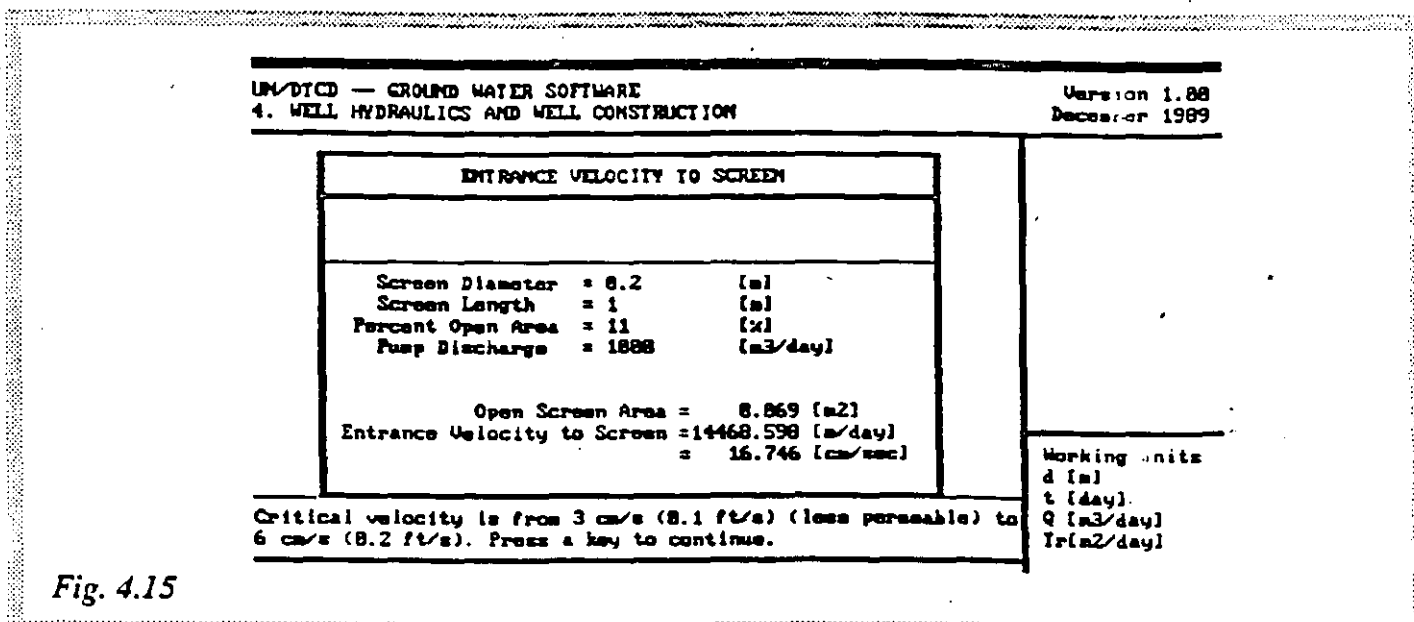 UN/DTCD — GROUND WATER SOFTWARE
4. WELL HYDRAULICS AND WELL CONSTRUCTION
Version 1.00
December 1989
ENTRANCE VELOCITY TO SCREEN
Screen Diameter = 0.2 [m]
Screen Length = 1 [m]
Percent Open Area = 11 [%]
Pump Discharge = 1000 [m3/day]
Open Screen Area = 0.069 [m2]
Entrance Velocity to Screen =14468.598 [m/day]
= 16.746 [cm/sec]
Critical velocity is from 3 cm/s (0.1 ft/s) (less permeable) to
6 cm/s (0.2 ft/s). Press a key to continue.
Working units
d [m]
t [day]
Q [m3/day]
Tr[m2/day]
Fig. 4.15